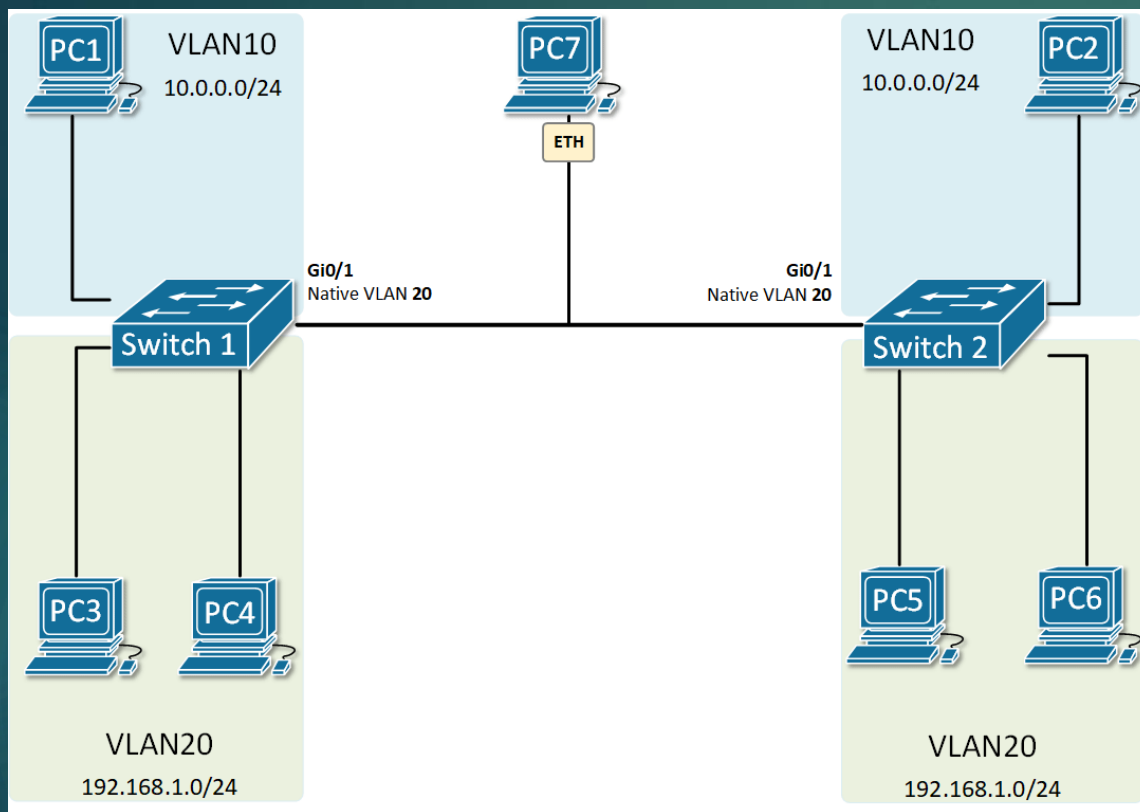 PC1
VLAN10
10.0.0.0/24
PC7
ETH
VLAN10
10.0.0.0/24
PC2
Gi0/1
Native VLAN 20
Gi0/1
Native VLAN 20
Switch 1
Switch 2
PC3
PC4
PC5
PC6
VLAN20
192.168.1.0/24
VLAN20
192.168.1.0/24